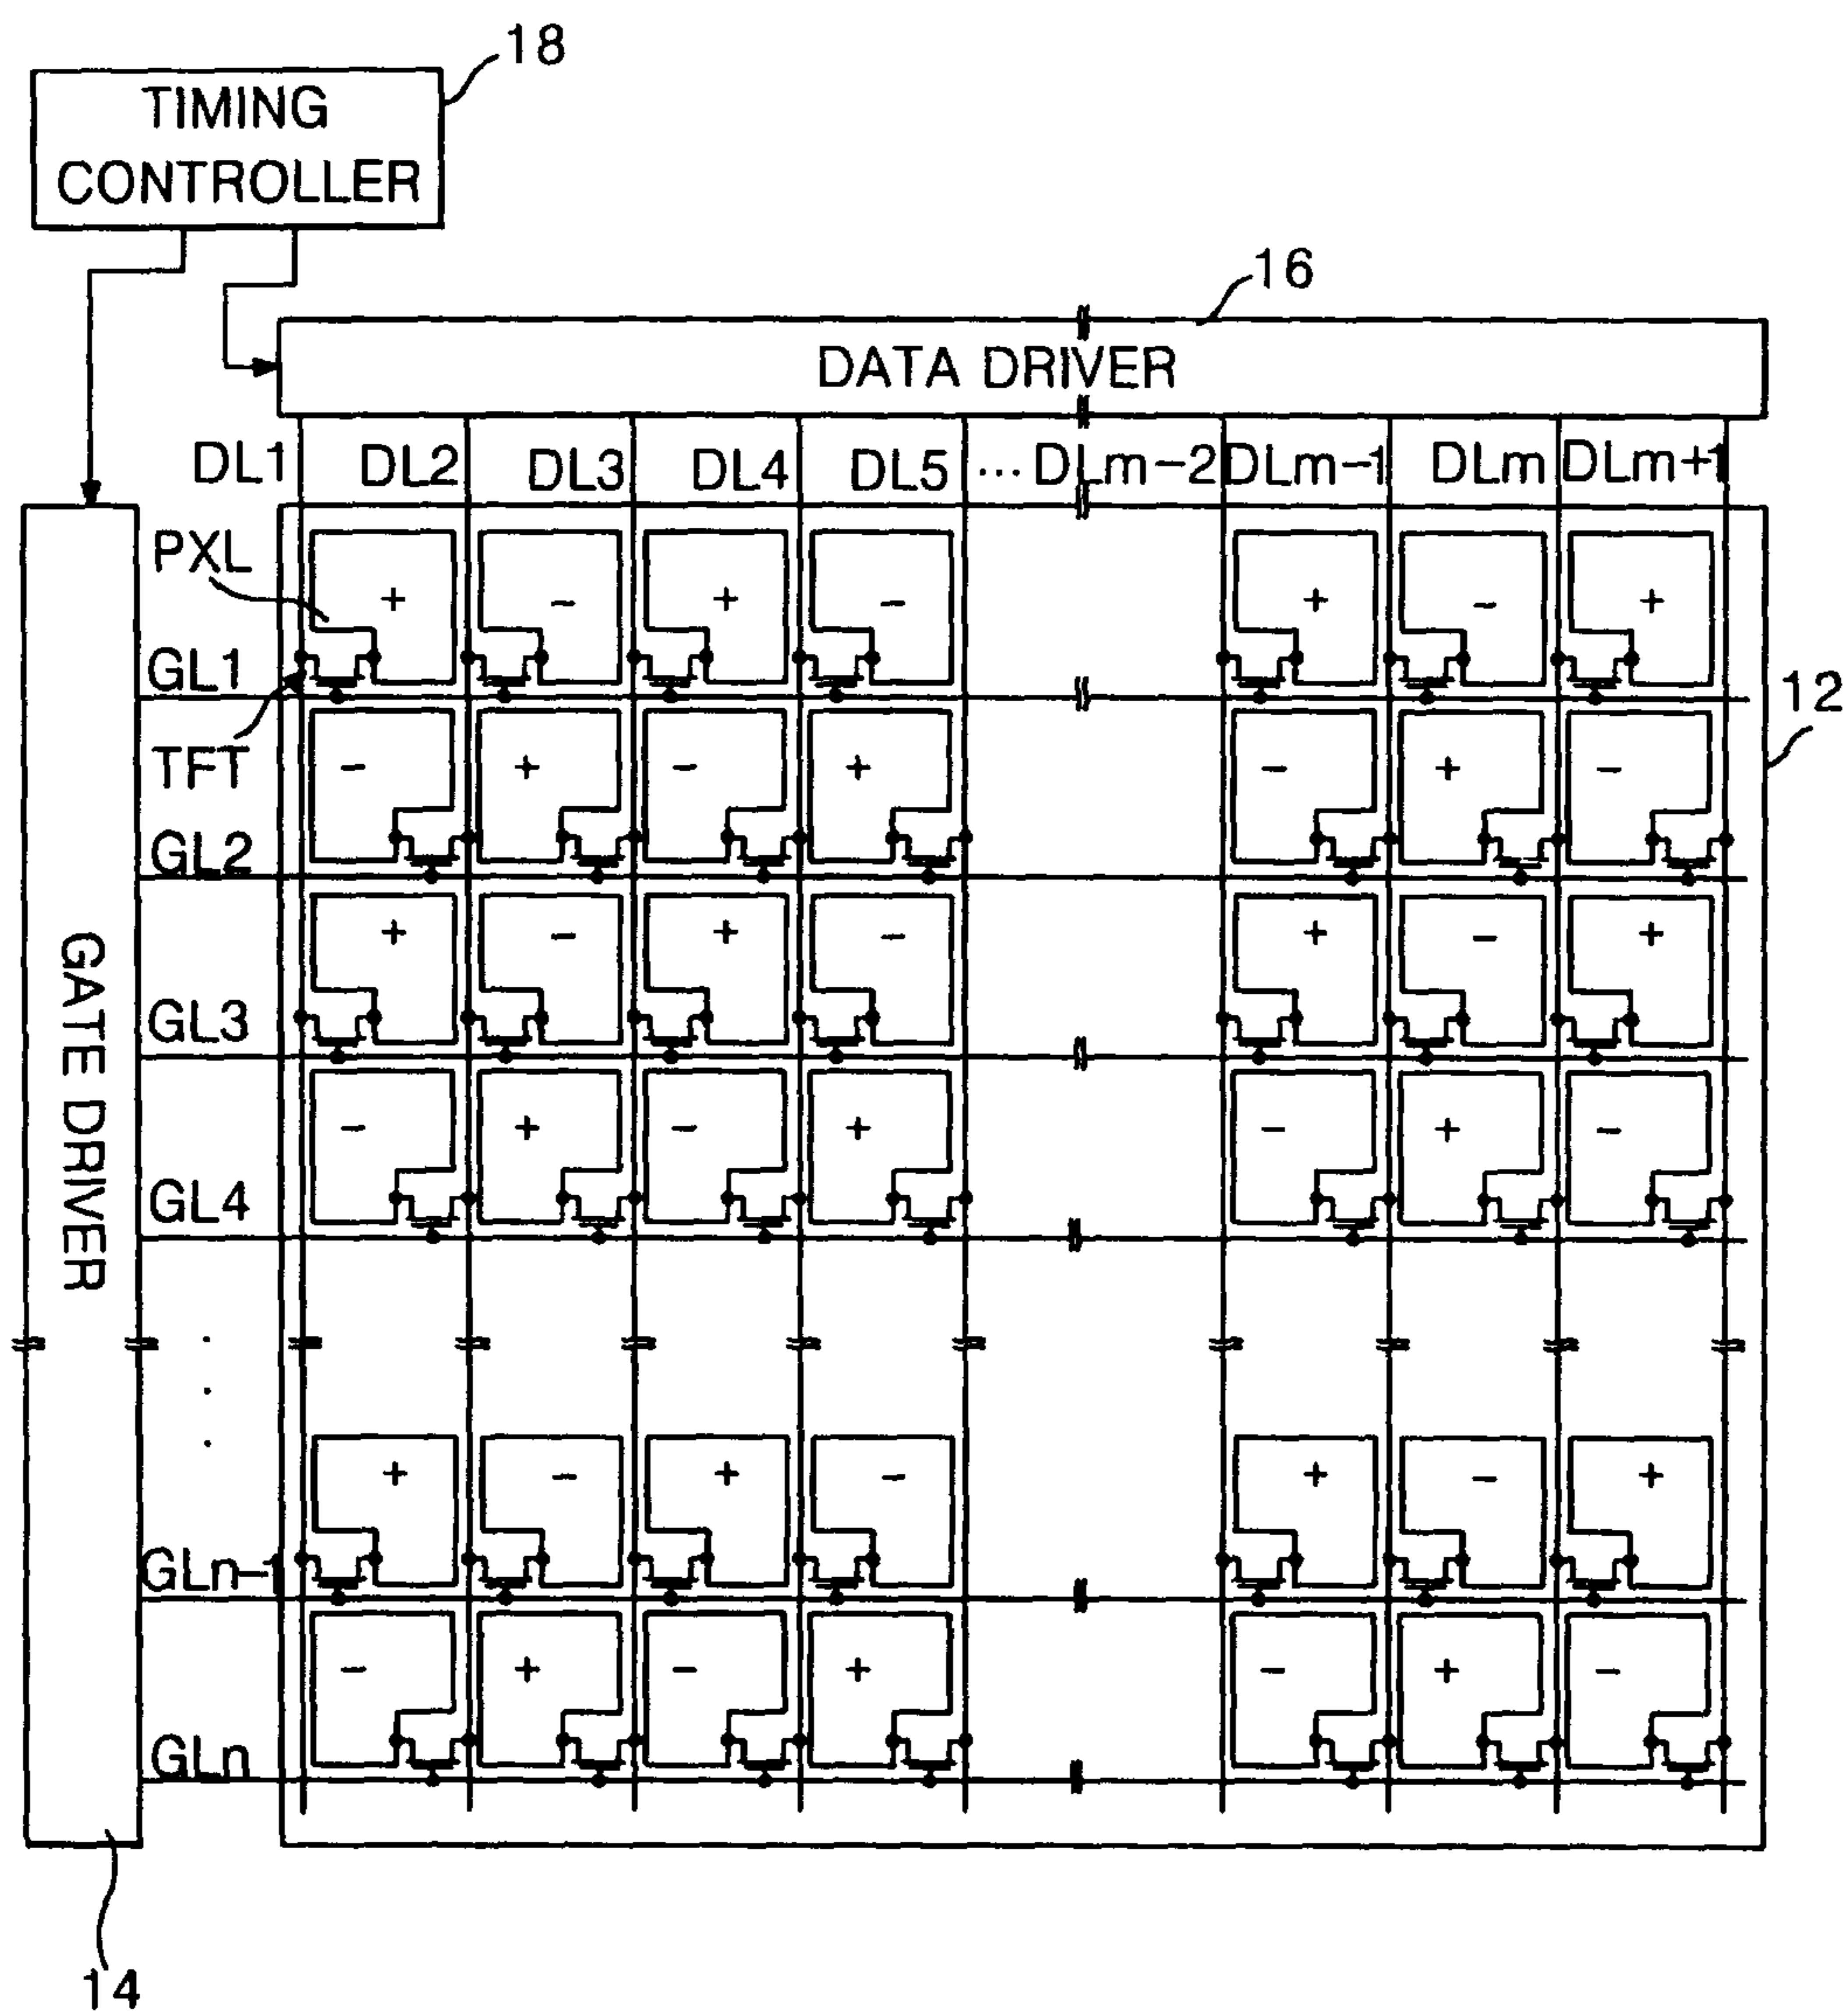 18
TIMING
CONTROLLER
16
DATA DRIVER
DL1 DL2 DL3 DL4 DL5 ... DLm-2 DLm-1 DLm DLm+1
PXL
+ - + - + - +
GL1
12
TFT
- + - + - + -
GL2
+ - + - + - +
GATE DRIVER
GL3
- + - + - + -
GL4
+ - + - + - +
GLn-1
- + - + - + -
GLn
14